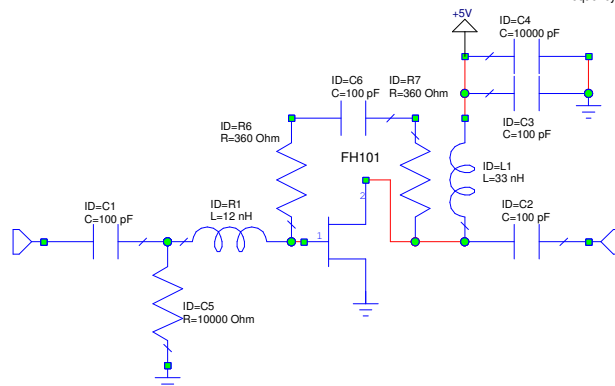 +5V
ID=C4
C=10000 pF
ID=C6
C=100 pF
ID=R7
R=360 Ohm
ID=R6
R=360 Ohm
ID=C3
C=100 pF
FH101
ID=L1
L=33 nH
2
ID=C1
C=100 pF
ID=R1
L=12 nH
ID=C2
C=100 pF
1
ID=C5
R=10000 Ohm